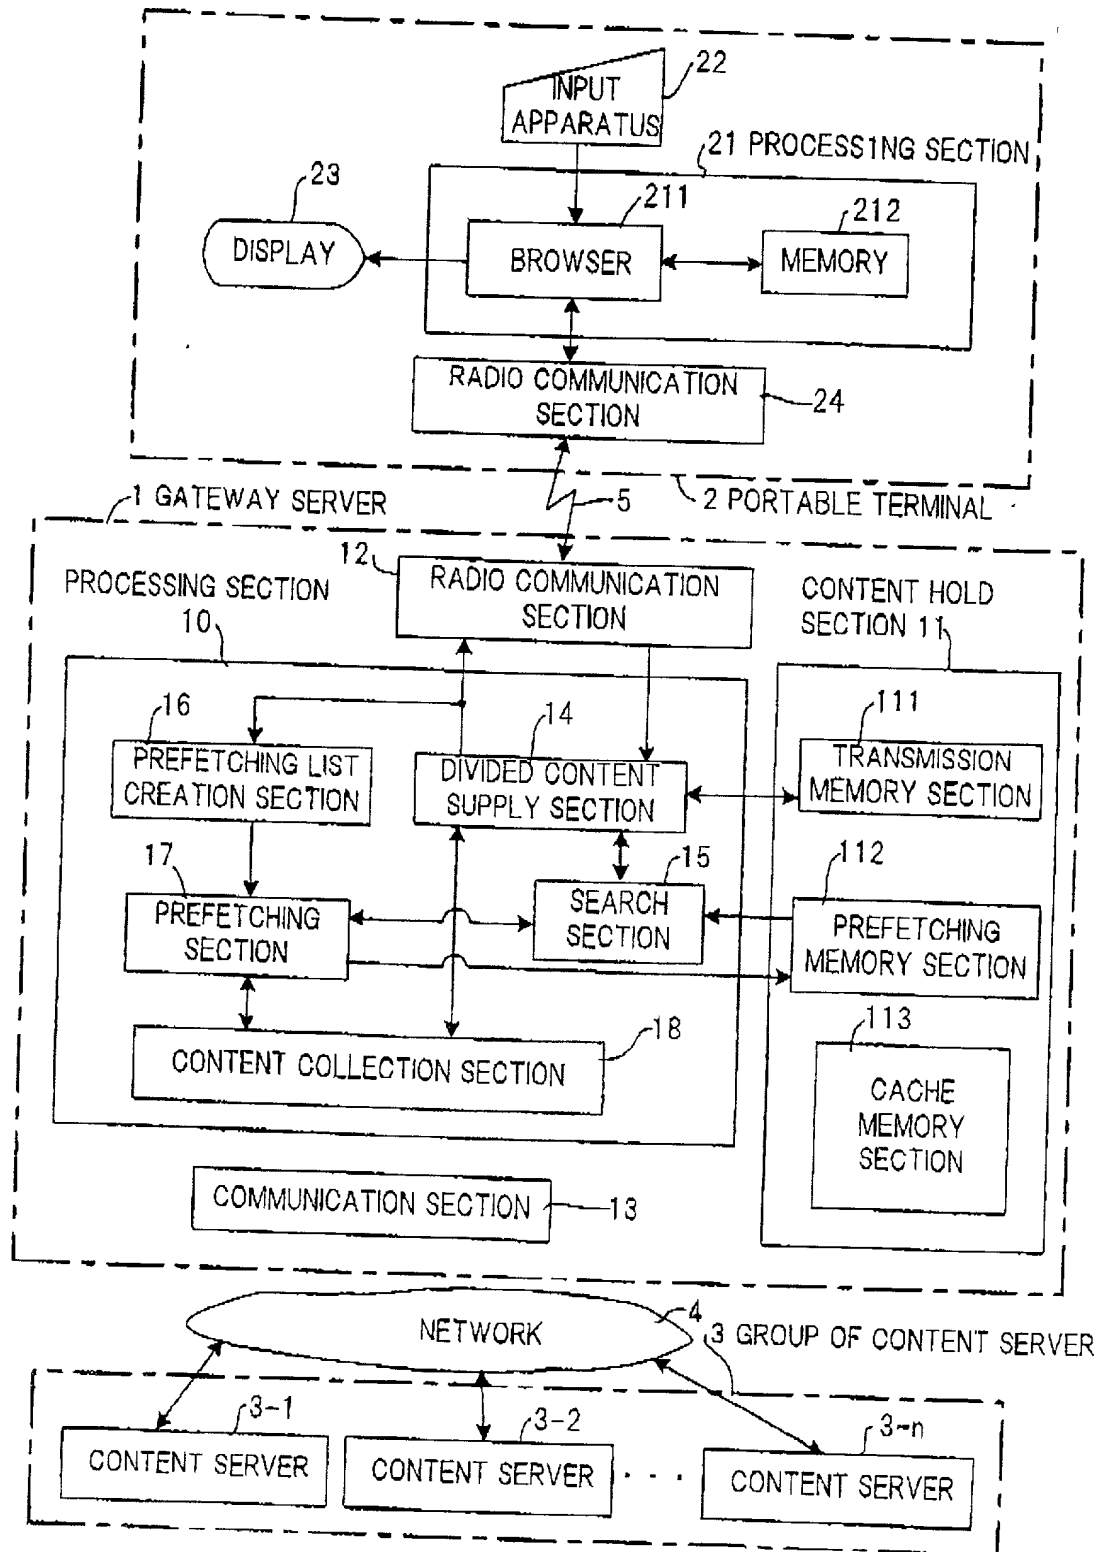 22
INPUT
APPARATUS
21 PROCESS1NG SECTION
23
211
212
DISPLAY
BROWSER
MEMORY
RADIO COMMUNICATION
SECTION
24
5
2 PORTABLE TERMINAL
1 GATEWAY SERVER
12
RADIO COMMUNICATION
SECTION
PROCESSING SECTION
10
CONTENT HOLD
SECTION 11
16
14
111
PREFETCHING LIST
CREATION SECTION
DIVIDED CONTENT
SUPPLY SECTION
TRANSMISSION
MEMORY SECTION
17
15
112
PREFETCHING
SECTION
SEARCH
SECTION
PREFETCHING
MEMORY SECTION
18
113
CONTENT COLLECTION SECTION
CACHE
MEMORY
SECTION
COMMUNICATION SECTION
13
4
NETWORK
3 GROUP OF CONTENT SERVER
3-1
3-2
3-n
CONTENT SERVER
CONTENT SERVER
. . . .
CONTENT SERVER